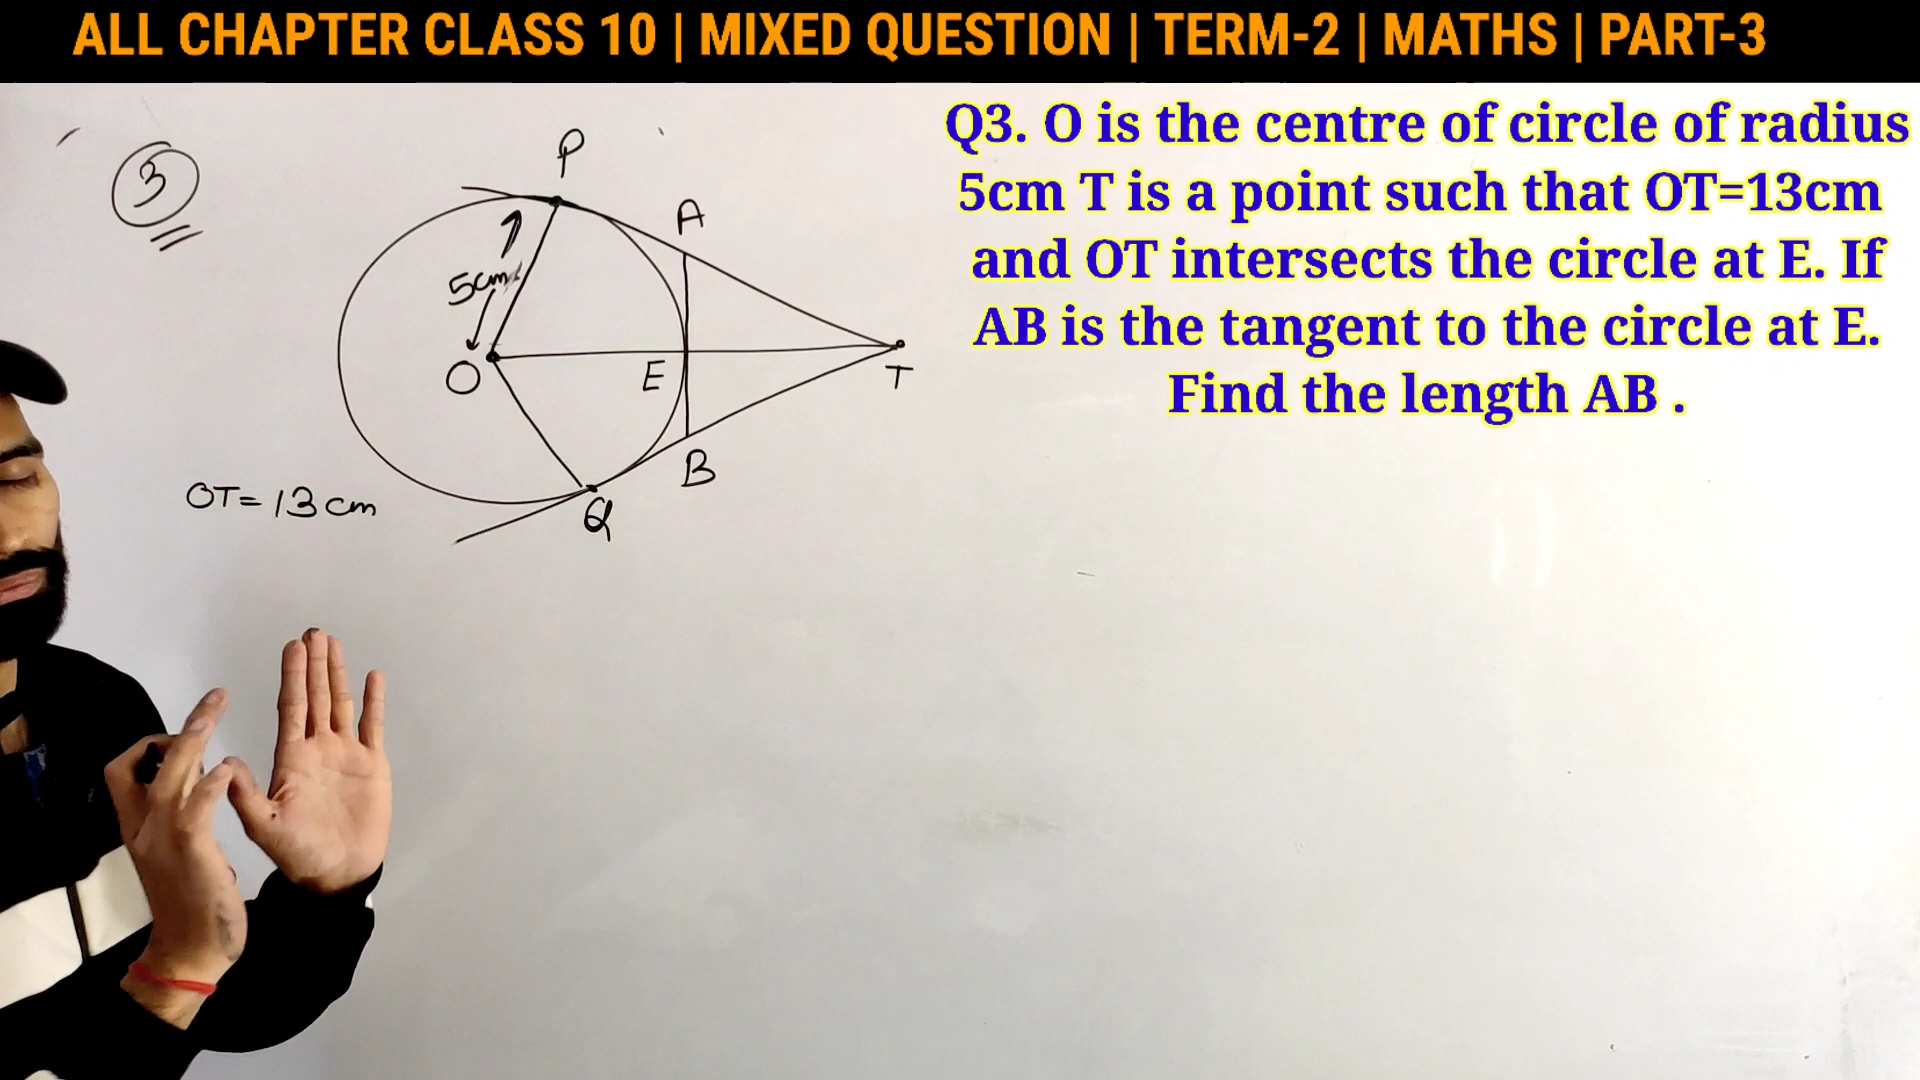 ALL CHAPTER CLASS 10 | MIXED QUESTION | TERM-2 | MATHS | PART-3
Q3. O is the centre of circle of radius
5cm T is a point such that OT=13cm
and OT intersects the circle at E. If
AB is the tangent to the circle at E.
Find the length AB .
3
P
A
5cm
O
E
T
B
Q
OT=13cm